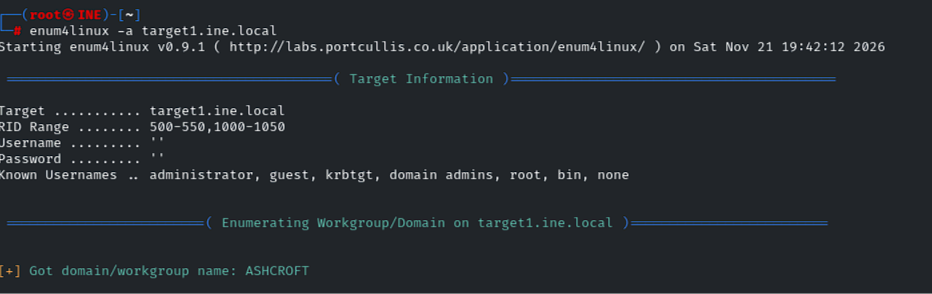 (root㉿INE)-[~]
# enum4linux -a target1.ine.local
Starting enum4linux v0.9.1 ( http://labs.portcullis.co.uk/application/enum4linux/ ) on Sat Nov 21 19:42:12 2026
( Target Information )
Target ........... target1.ine.local
RID Range ........ 500-550,1000-1050
Username ......... ''
Password ......... ''
Known Usernames .. administrator, guest, krbtgt, domain admins, root, bin, none
( Enumerating Workgroup/Domain on target1.ine.local )
[+] Got domain/workgroup name: ASHCROFT